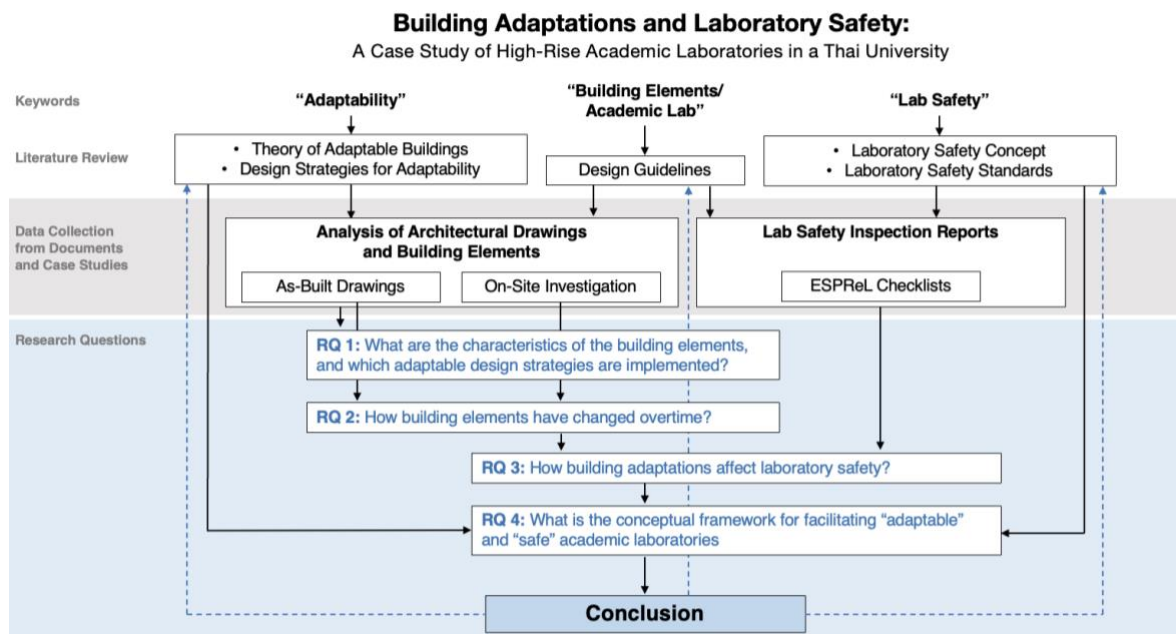 Building Adaptations and Laboratory Safety:
A Case Study of High-Rise Academic Laboratories in a Thai University
Keywords
“Adaptability”
“Building Elements/
Academic Lab”
“Lab Safety”
Literature Review
• Theory of Adaptable Buildings
• Design Strategies for Adaptability
Design Guidelines
• Laboratory Safety Concept
• Laboratory Safety Standards
Data Collection
from Documents
and Case Studies
Analysis of Architectural Drawings
and Building Elements
As-Built Drawings
On-Site Investigation
Lab Safety Inspection Reports
ESPReL Checklists
Research Questions
RQ 1: What are the characteristics of the building elements,
and which adaptable design strategies are implemented?
RQ 2: How building elements have changed overtime?
RQ 3: How building adaptations affect laboratory safety?
RQ 4: What is the conceptual framework for facilitating “adaptable”
and “safe” academic laboratories
Conclusion